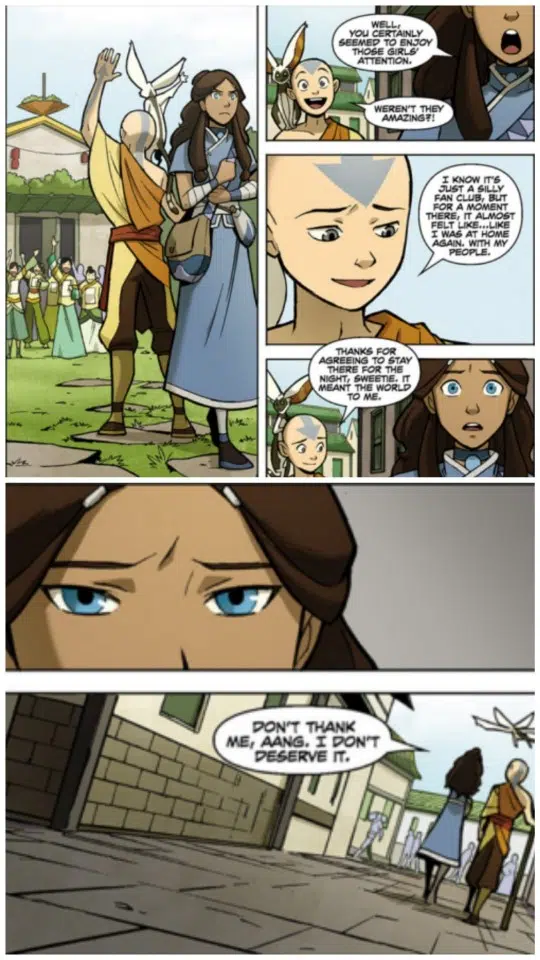 WELL,
YOU CERTAINLY
SEEMED TO ENJOY
THOSE GIRLS'
ATTENTION.
WEREN'T THEY
AMAZING?!
I KNOW IT'S
JUST A SILLY
FAN CLUB, BUT
FOR A MOMENT
THERE, IT ALMOST
FELT LIKE...LIKE
I WAS AT HOME
AGAIN. WITH MY
PEOPLE.
THANKS FOR
AGREEING TO STAY
THERE FOR THE
NIGHT, SWEETIE. IT
MEANT THE WORLD
TO ME.
DON'T THANK
ME, AANG. I DON'T
DESERVE IT.